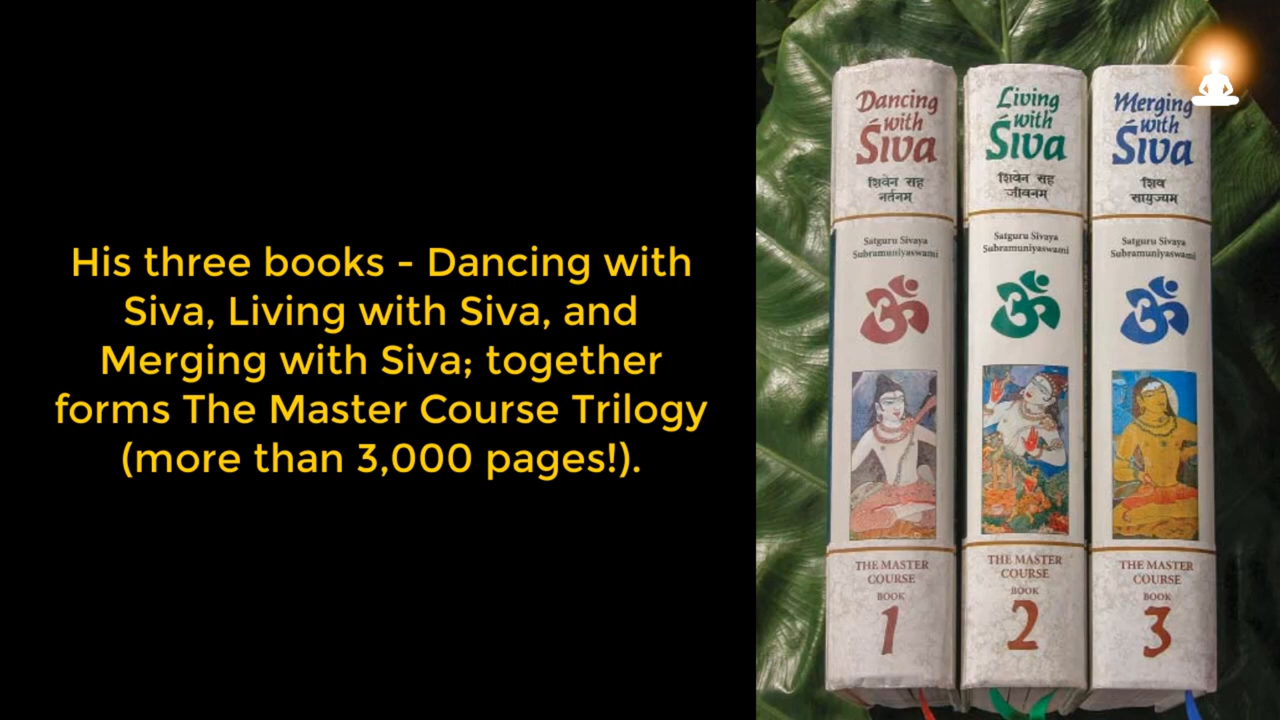 His three books - Dancing with
Siva, Living with Siva, and
Merging with Siva; together
forms The Master Course Trilogy
(more than 3,000 pages!).
Dancing
with
Śiva
शिवेन सह
नर्तनम्
Satguru Sivaya
Subramuniyaswami
ॐ
THE MASTER
COURSE
BOOK
1
Living
with
Śiva
शिवेन सह
जीवनम्
Satguru Sivaya
Subramuniyaswami
ॐ
THE MASTER
COURSE
BOOK
2
Merging
with
Śiva
शिव
सायुज्यम्
Satguru Sivaya
Subramuniyaswami
ॐ
THE MASTER
COURSE
BOOK
3